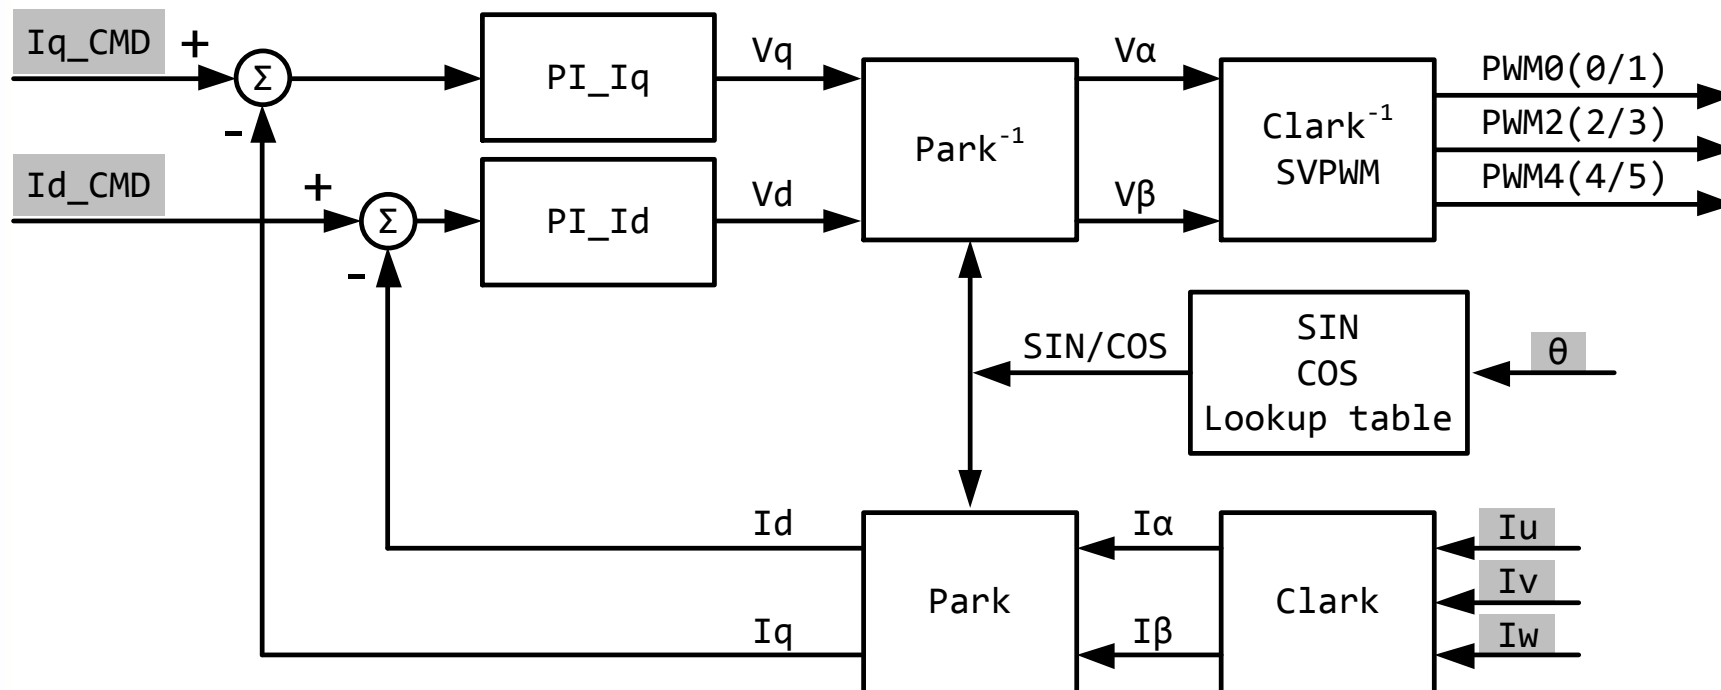 Iq_CMD
+
Σ
-
PI_Iq
Vq
Id_CMD
+
Σ
-
PI_Id
Vd
Park⁻¹
Vα
Vβ
Clark⁻¹
SVPWM
PWM0(0/1)
PWM2(2/3)
PWM4(4/5)
SIN/COS
SIN
COS
Lookup table
θ
Id
Iq
Park
Iα
Iβ
Clark
Iu
Iv
Iw